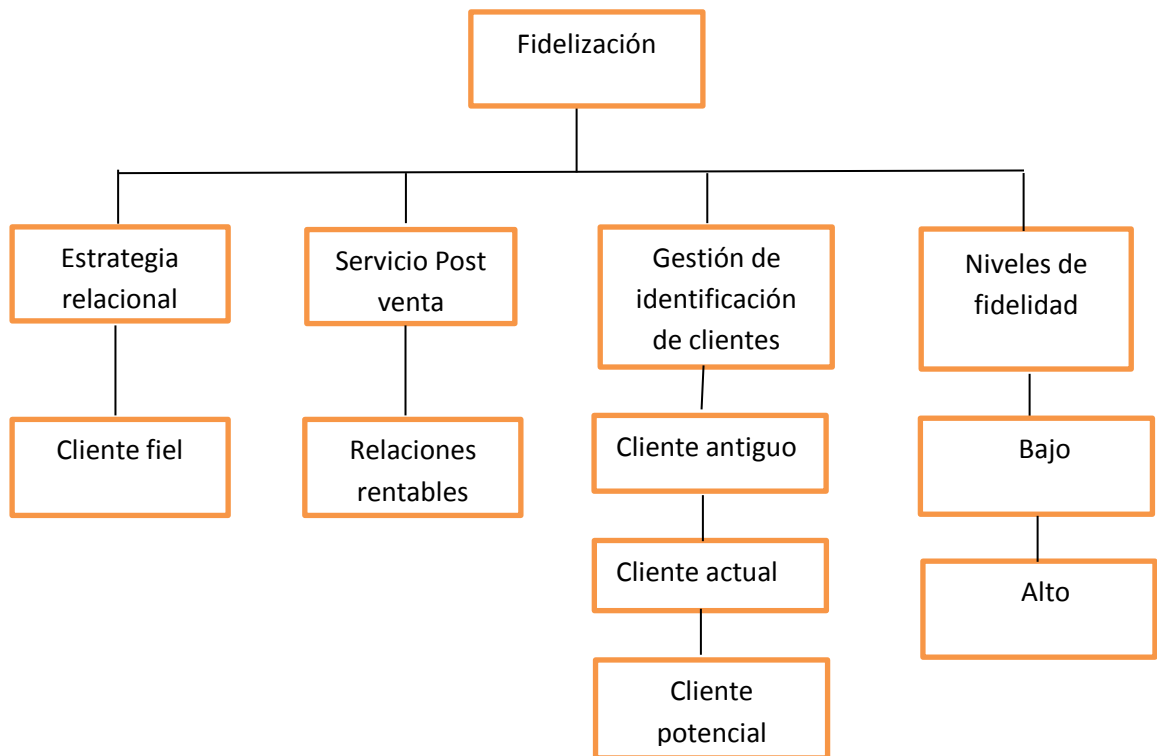 Fidelización
Estrategia
relacional
Servicio Post
venta
Gestión de
identificación
de clientes
Niveles de
fidelidad
Cliente fiel
Relaciones
rentables
Cliente antiguo
Bajo
Cliente actual
Alto
Cliente
potencial